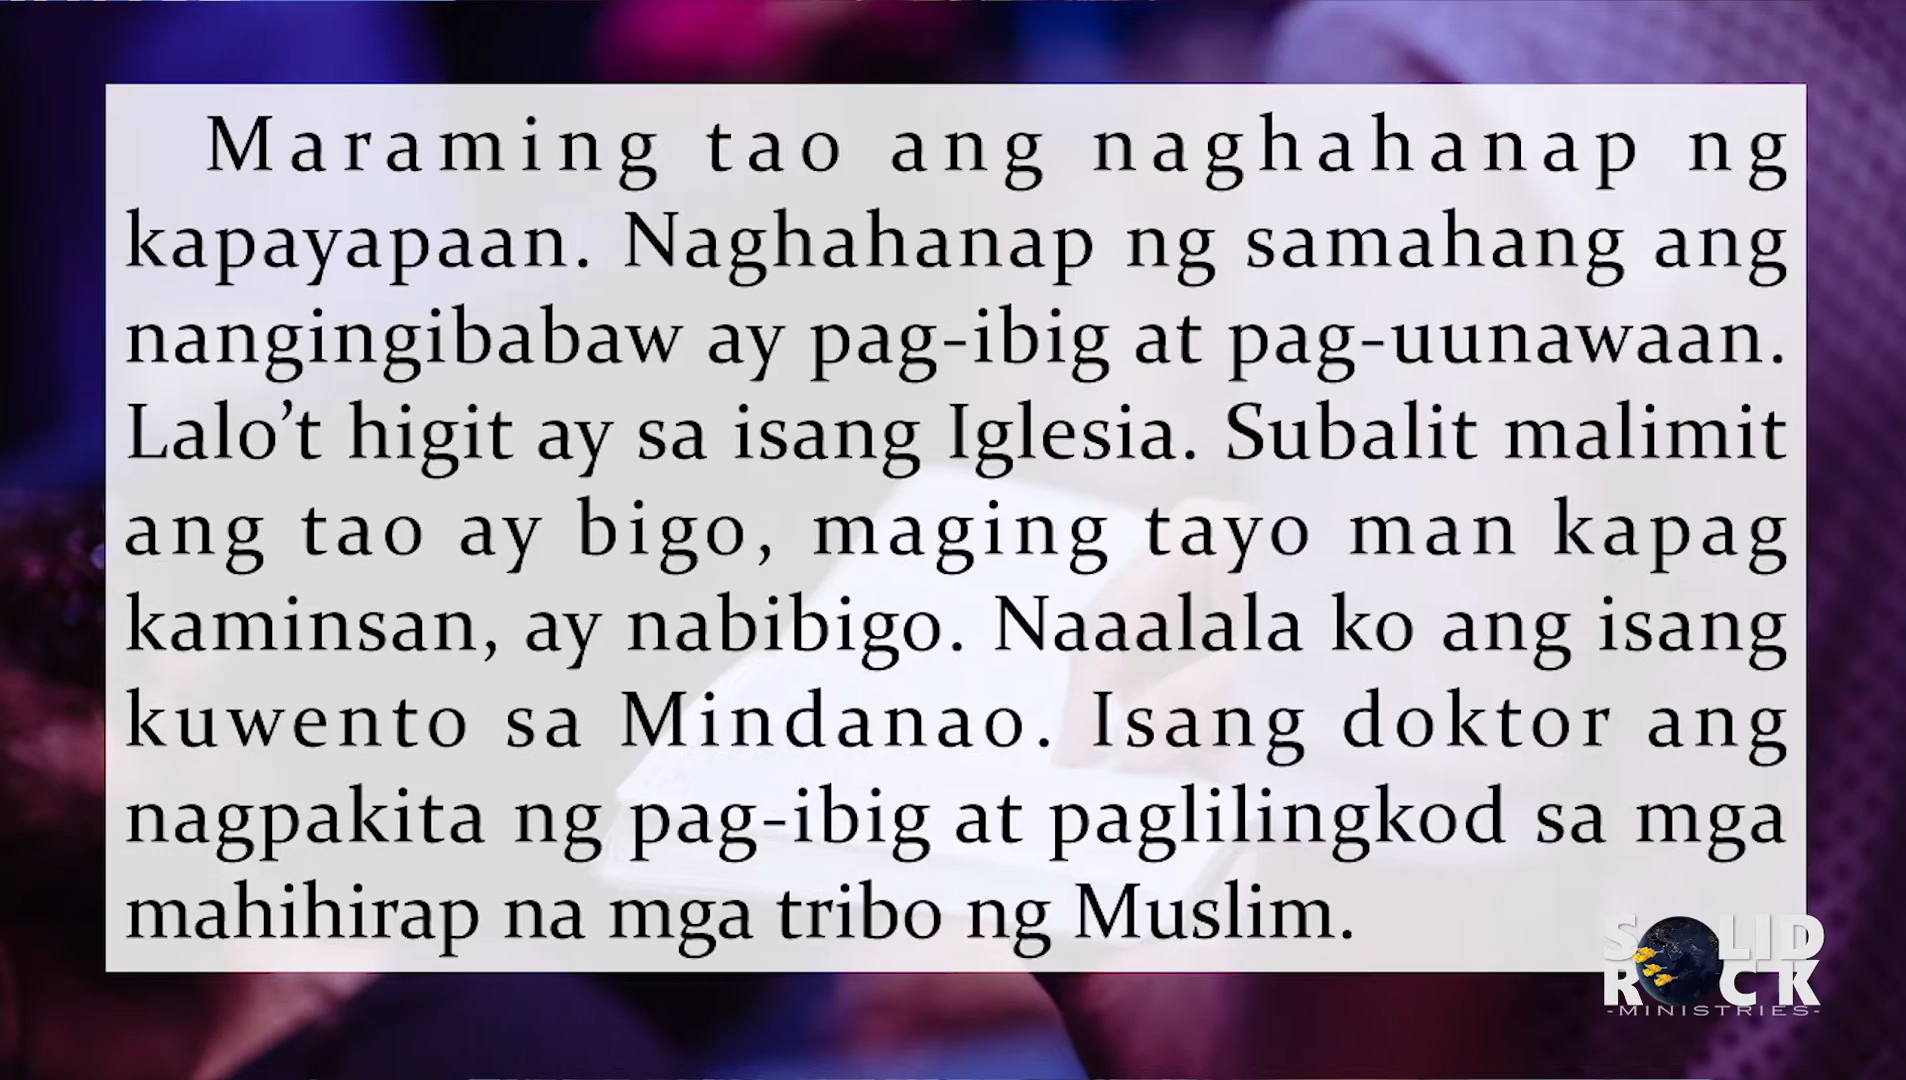 Maraming tao ang naghahanap ng
kapayapaan. Naghahanap ng samahang ang
nangingibabaw ay pag-ibig at pag-uunawaan.
Lalo’t higit ay sa isang Iglesia. Subalit malimit
ang tao ay bigo, maging tayo man kapag
kaminsan, ay nabibigo. Naaalala ko ang isang
kuwento sa Mindanao. Isang doktor ang
nagpakita ng pag-ibig at paglilingkod sa mga
mahihirap na mga tribo ng Muslim.
SOLID
ROCK
-MINISTRIES-